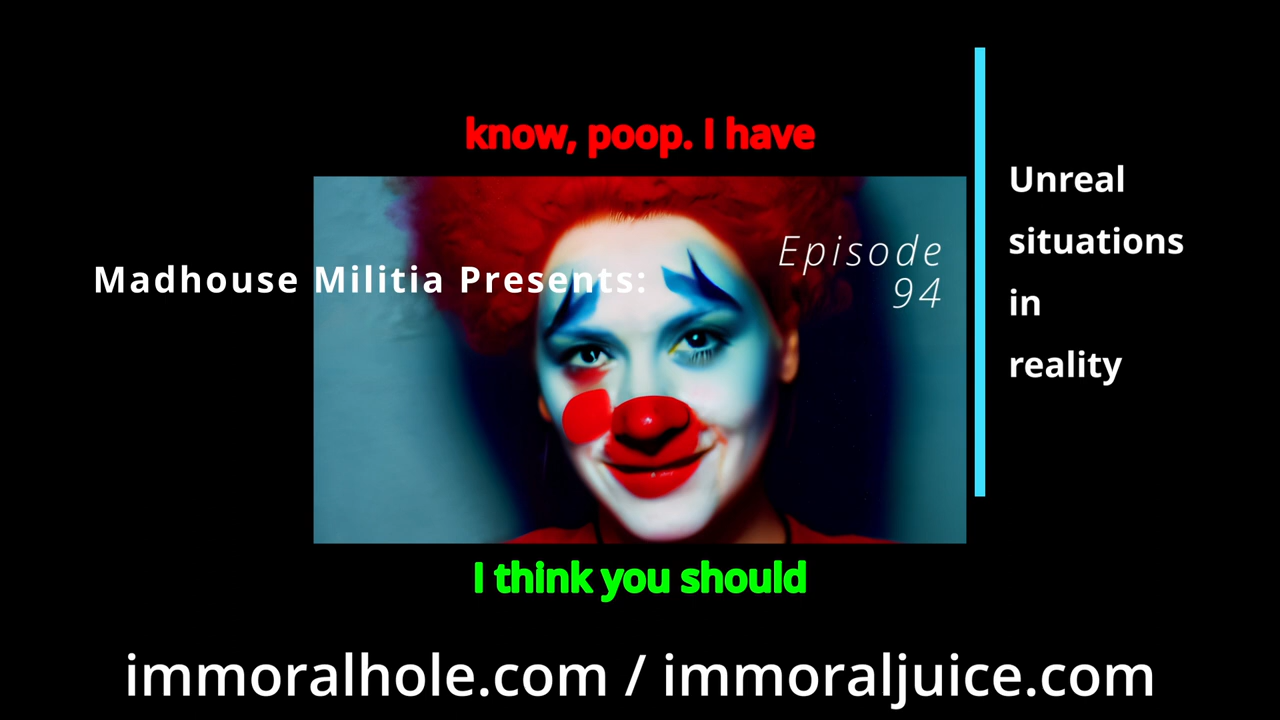 know, poop. I have
Madhouse Militia Presents:
Episode
94
Unreal
situations
in
reality
I think you should
immoralhole.com / immoraljuice.com